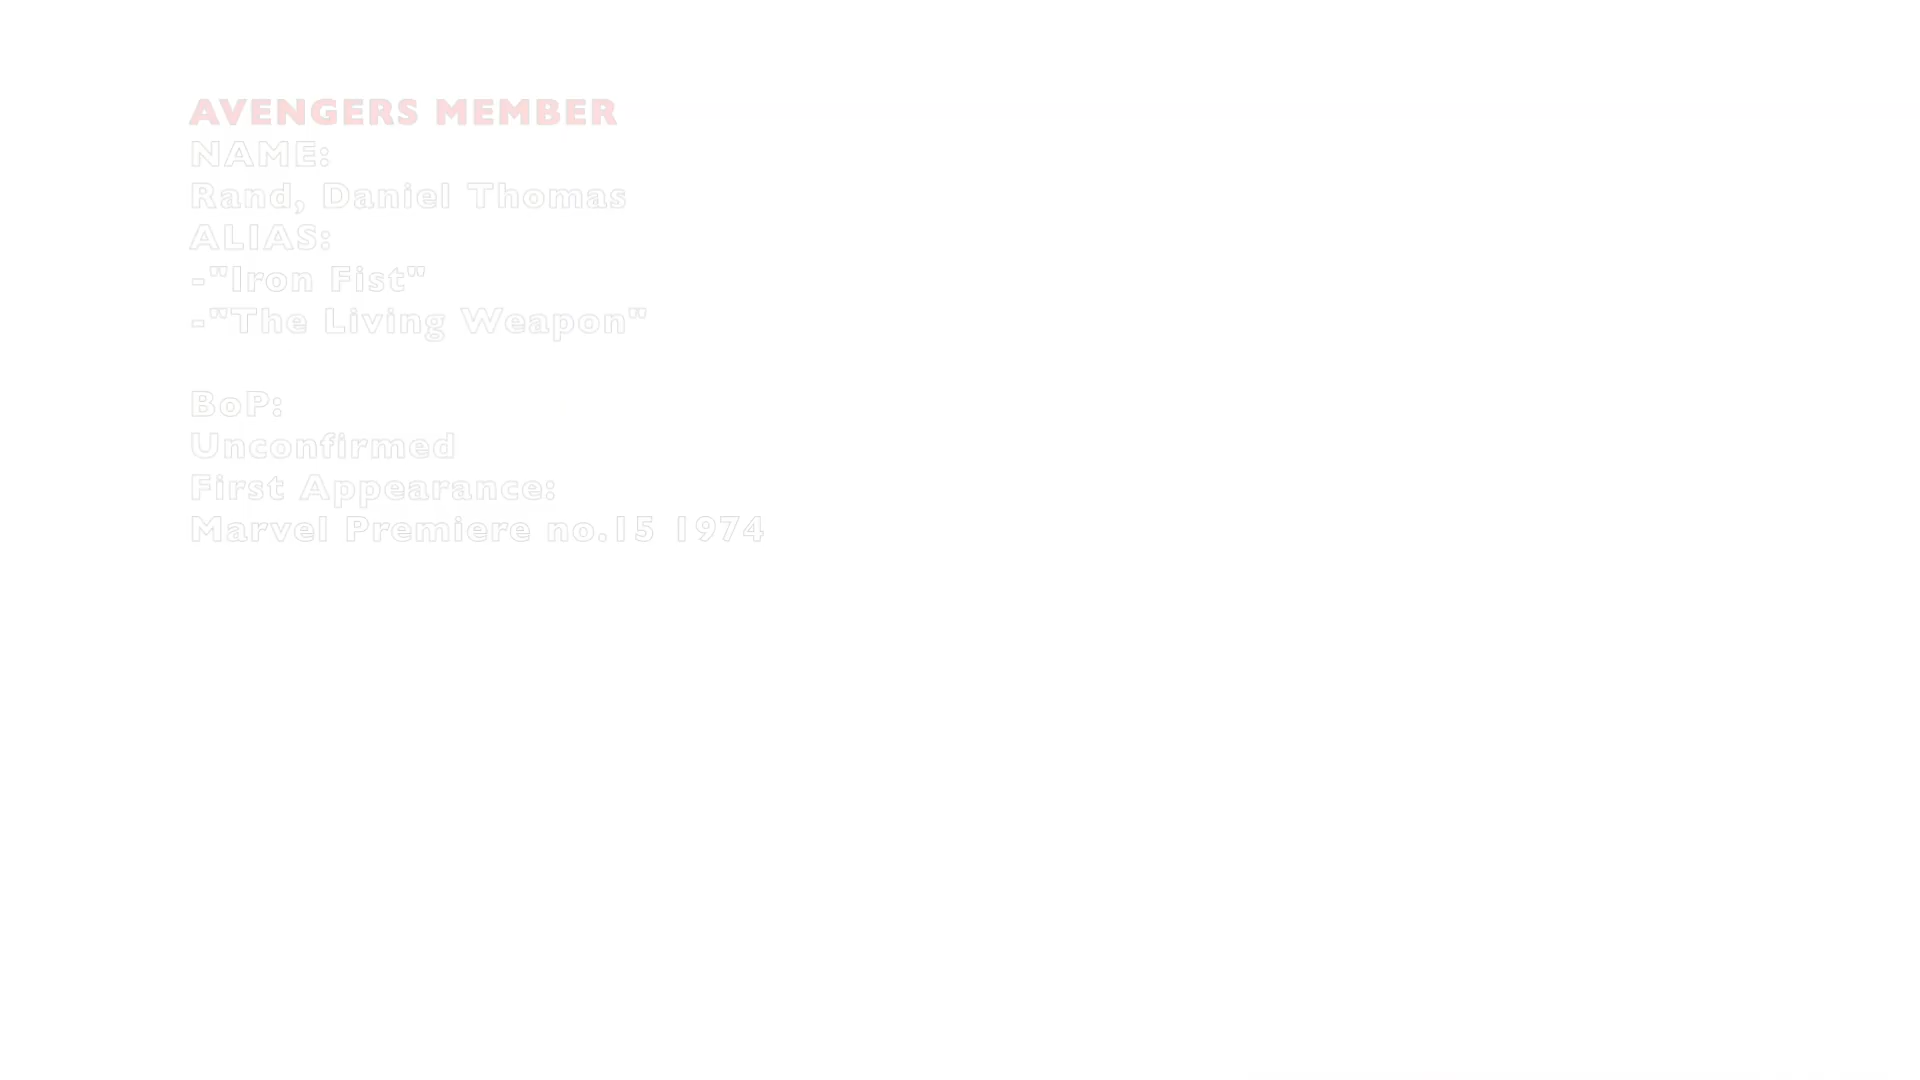 AVENGERS MEMBER
NAME:
Rand, Daniel Thomas
ALIAS:
-"Iron Fist"
-"The Living Weapon"
BoP:
Unconfirmed
First Appearance:
Marvel Premiere no.15 1974